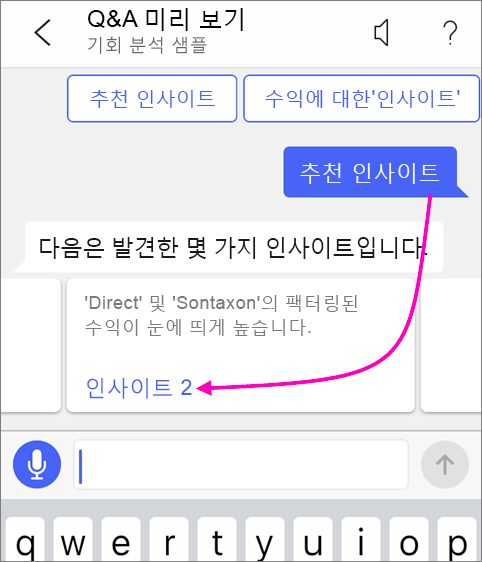 Q&A 미리 보기
기회 분석 샘플
?
추천 인사이트
수익에 대한'인사이트'
추천 인사이트
다음은 발견한 몇 가지 인사이트입니다.
'Direct' 및 'Sontaxon'의 팩터링된
수익이 눈에 띄게 높습니다.
인사이트 2
q w e r t y u i o p